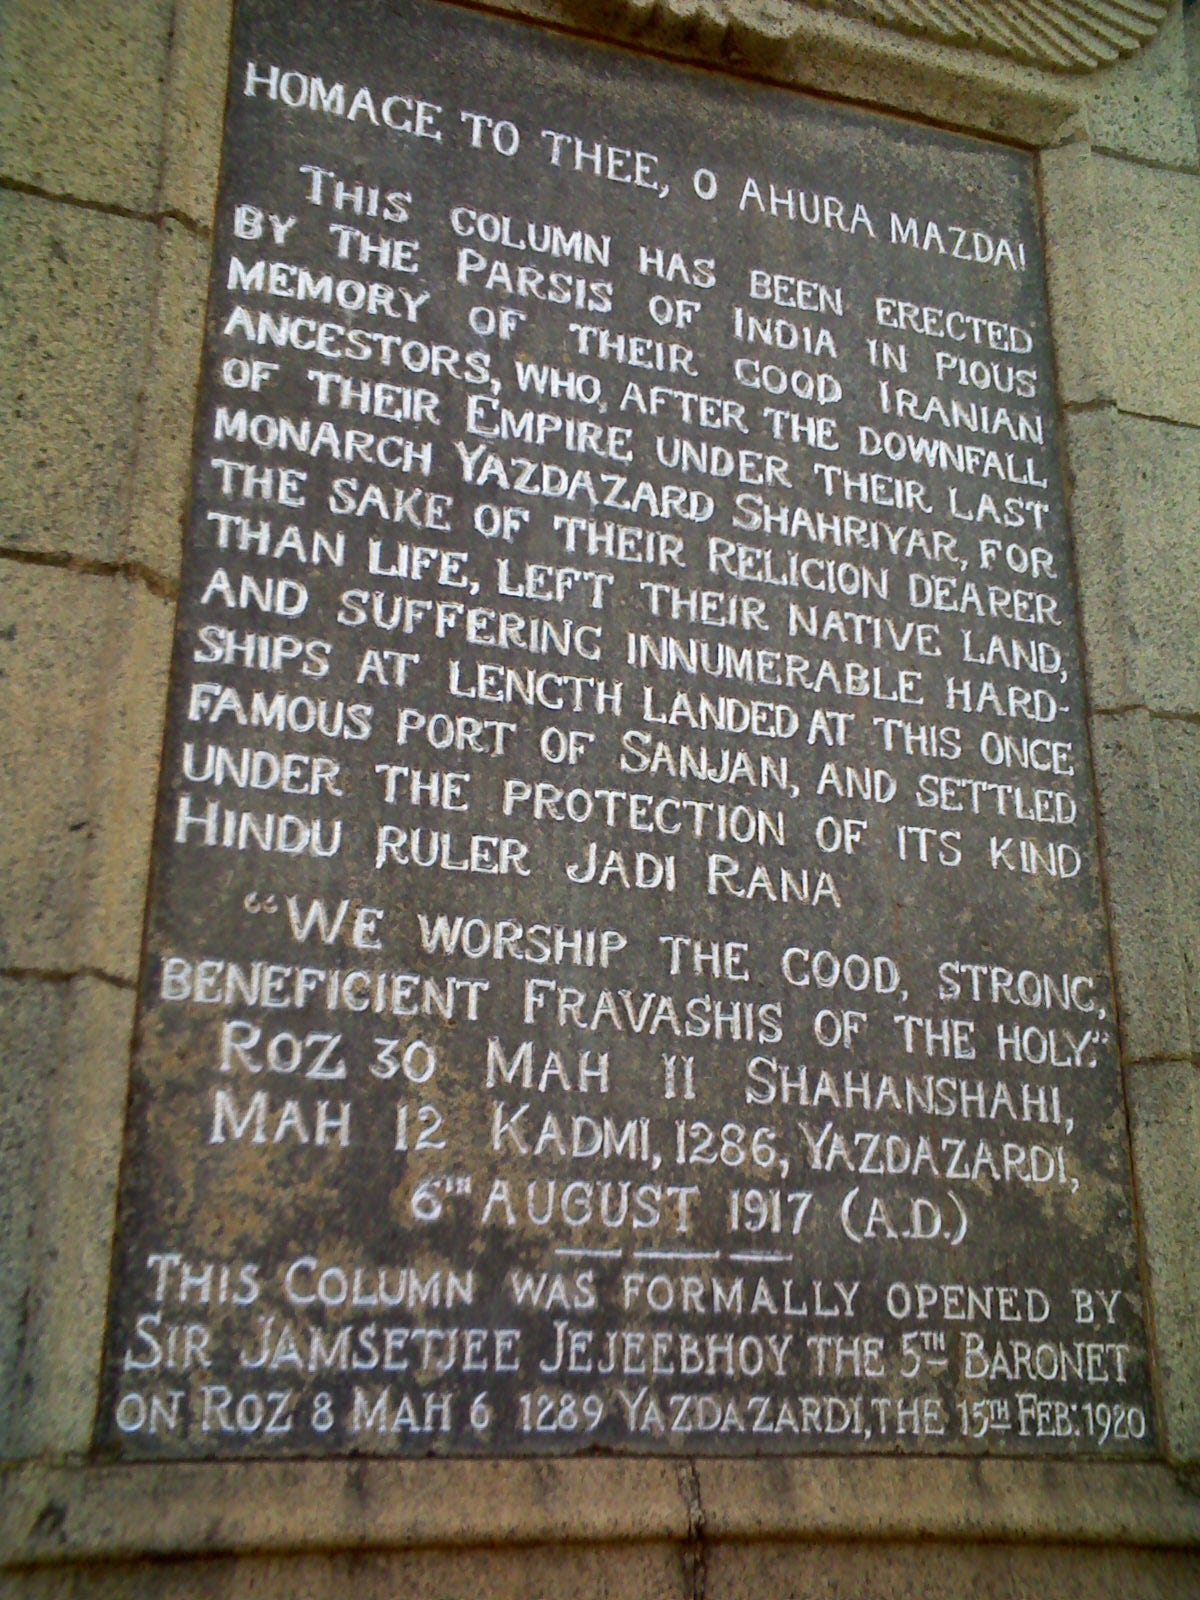 HOMAGE TO THEE, O AHURA MAZDA!
THIS COLUMN HAS BEEN ERECTED
BY THE PARSIS OF INDIA IN PIOUS
MEMORY OF THEIR GOOD IRANIAN
ANCESTORS, WHO, AFTER THE DOWNFALL
OF THEIR EMPIRE UNDER THEIR LAST
MONARCH YAZDAZARD SHAHRIYAR, FOR
THE SAKE OF THEIR RELIGION DEARER
THAN LIFE, LEFT THEIR NATIVE LAND,
AND SUFFERING INNUMERABLE HARD-
SHIPS AT LENGTH LANDED AT THIS ONCE
FAMOUS PORT OF SANJAN, AND SETTLED
UNDER THE PROTECTION OF ITS KIND
HINDU RULER JADI RANA
"WE WORSHIP THE GOOD, STRONG,
BENEFICIENT FRAVASHIS OF THE HOLY."
ROZ 30 MAH 11 SHAHANSHAHI,
MAH 12 KADMI, 1286, YAZDAZARDI,
6TH AUGUST 1917 (A.D.)
THIS COLUMN WAS FORMALLY OPENED BY
SIR JAMSETJEE JEJEEBHOY THE 5TH BARONET
ON ROZ 8 MAH 6 1289 YAZDAZARDI, THE 15TH FEB: 1920